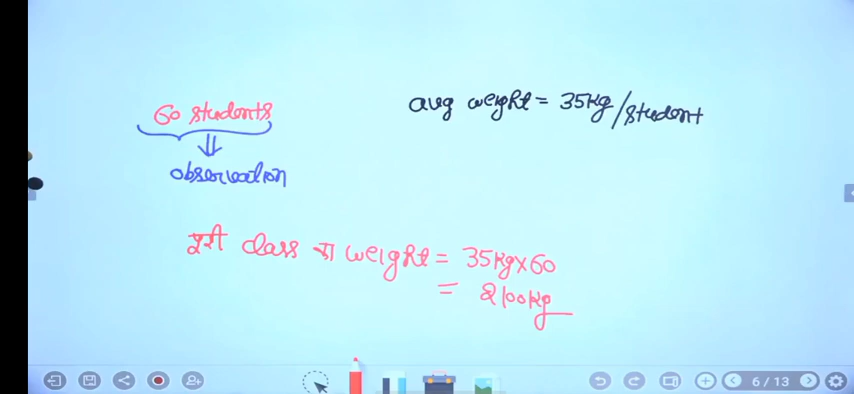 60 students
avg weight = 35kg/student
observation
पूरी class का weight = 35kg×60
= 2100kg
6 / 13